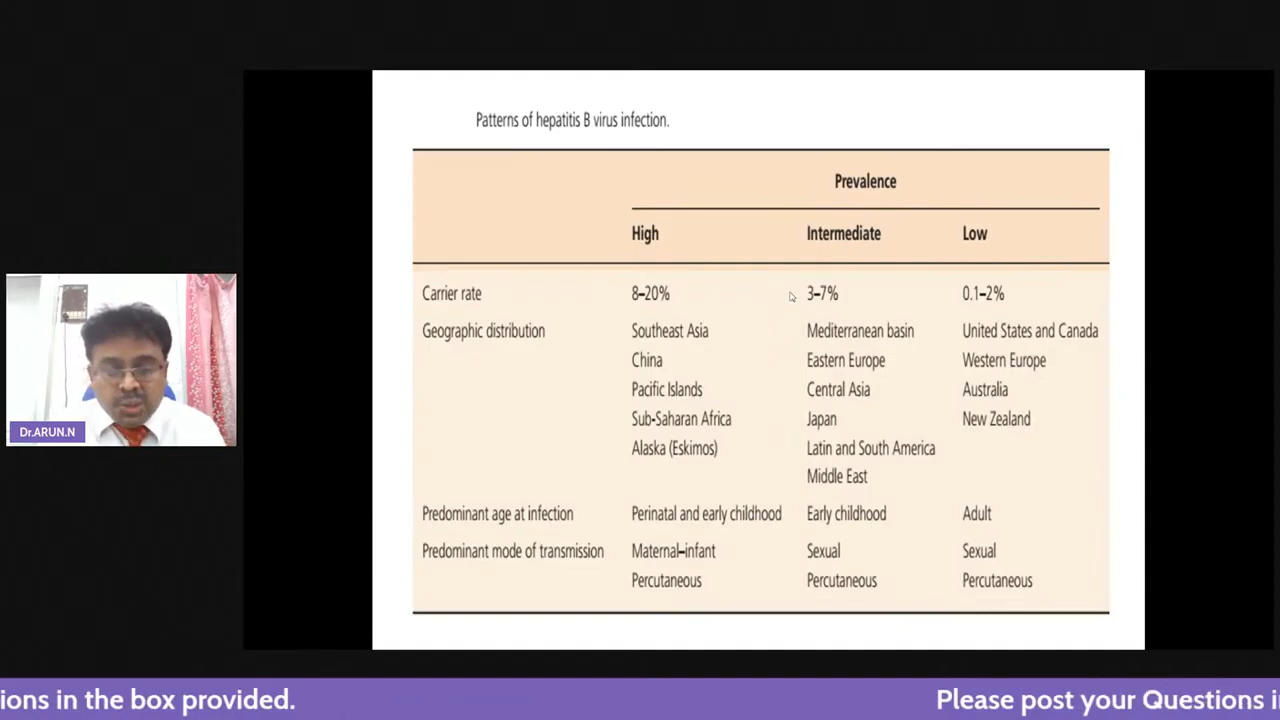 Patterns of hepatitis B virus infection.
Prevalence
High Intermediate Low
Carrier rate 8–20% 3–7% 0.1–2%
Geographic distribution Southeast Asia Mediterranean basin United States and Canada
China Eastern Europe Western Europe
Pacific Islands Central Asia Australia
Sub-Saharan Africa Japan New Zealand
Alaska (Eskimos) Latin and South America
Middle East
Predominant age at infection Perinatal and early childhood Early childhood Adult
Predominant mode of transmission Maternal–infant Sexual Sexual
Percutaneous Percutaneous Percutaneous
Dr.ARUN.N
ions in the box provided. Please post your Questions i